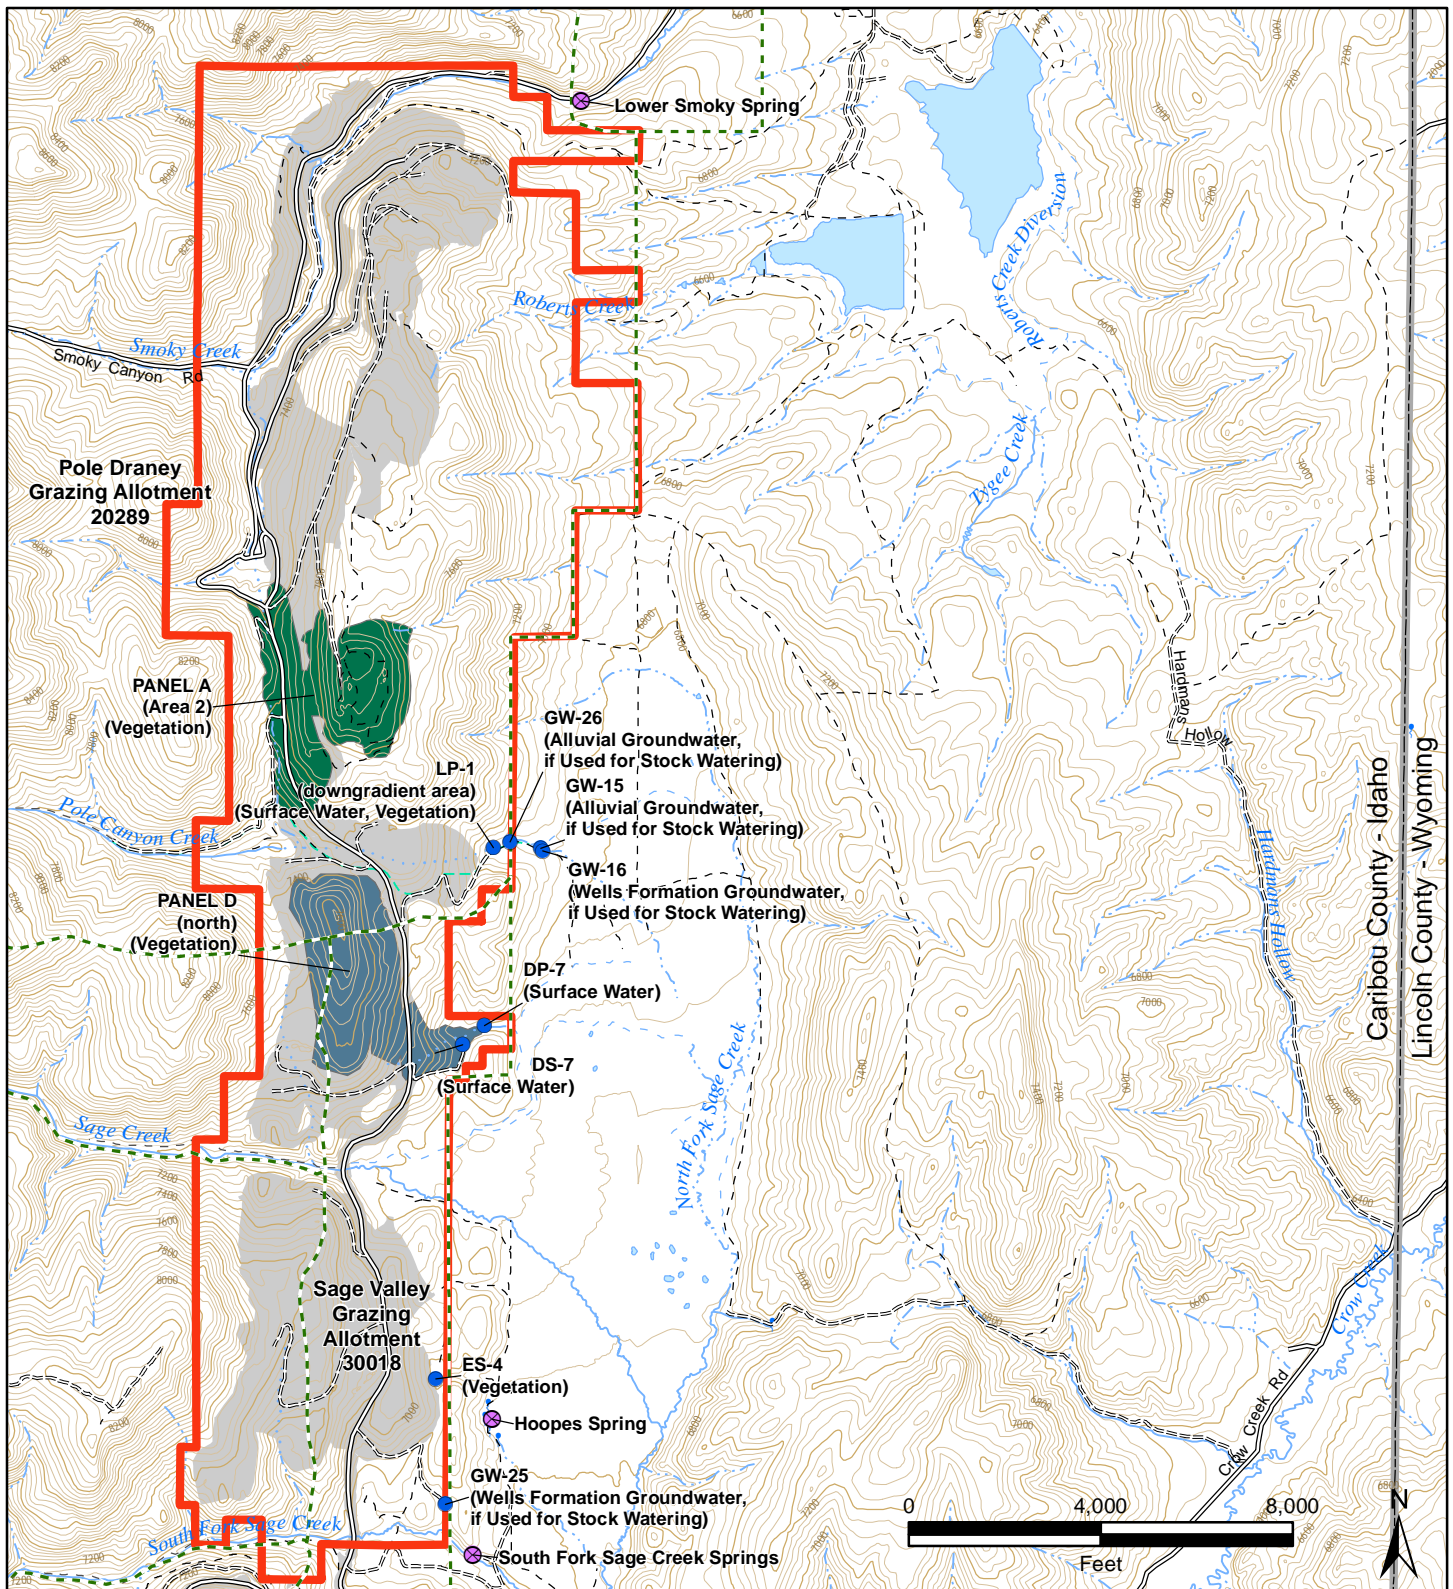 Lower Smoky Spring
Roberts Creek Diversion
Roberts Creek
Smoky Creek
Smoky Canyon Rd
Tygee Creek
Pole Draney
Grazing Allotment
20289
PANEL A
(Area 2)
(Vegetation)
Hardmans Hollow
GW-26
(Alluvial Groundwater,
if Used for Stock Watering)
LP-1
(downgradient area)
(Surface Water, Vegetation)
GW-15
(Alluvial Groundwater,
if Used for Stock Watering)
Pole Canyon Creek
GW-16
(Wells Formation Groundwater,
if Used for Stock Watering)
PANEL D
(north)
(Vegetation)
Hardmans Hollow
Caribou County - Idaho
Lincoln County - Wyoming
DP-7
(Surface Water)
DS-7
(Surface Water)
North Fork Sage Creek
Sage Creek
Sage Valley
Grazing
Allotment
30018
Crow Creek
ES-4
(Vegetation)
Hoopes Spring
Crow Creek Rd
GW-25
(Wells Formation Groundwater,
if Used for Stock Watering)
South Fork Sage Creek
South Fork Sage Creek Springs
0 4,000 8,000
Feet
N